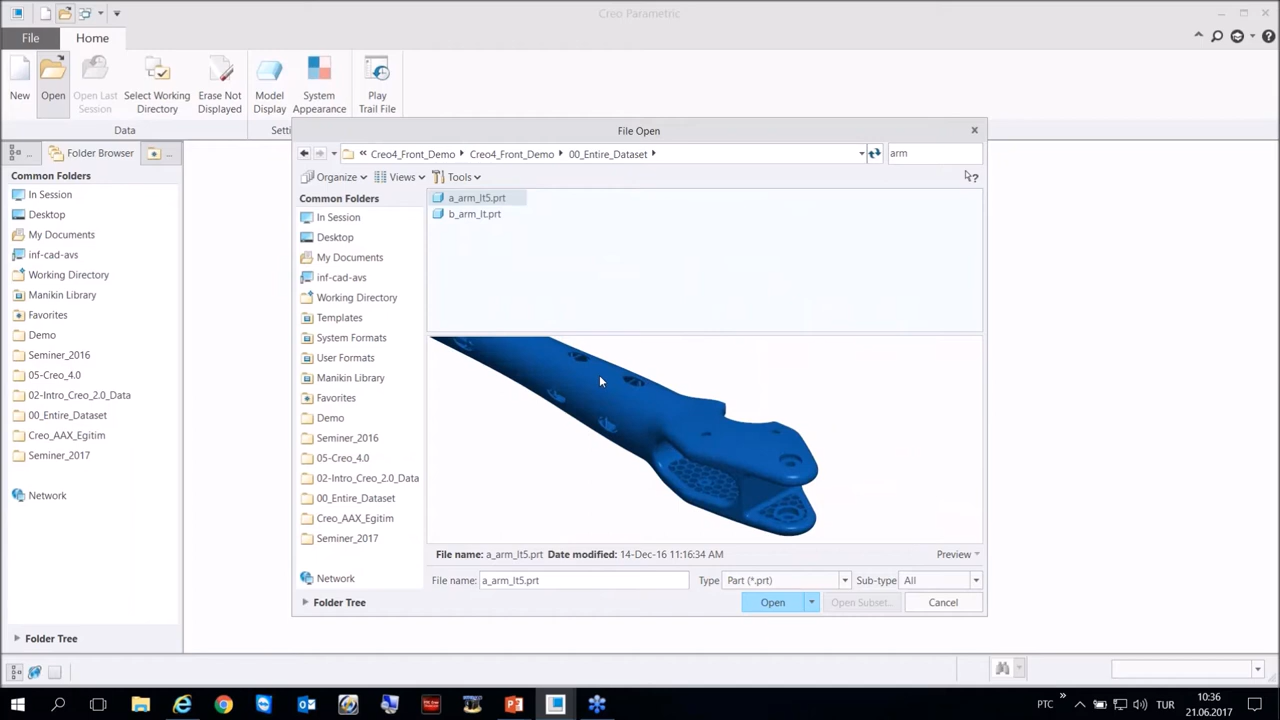 Creo Parametric
File
Home
New
Open
Open Last Session
Select Working Directory
Erase Not Displayed
Model Display
System Appearance
Play Trail File
Data
Setti
...
Folder Browser
...
Common Folders
In Session
Desktop
My Documents
inf-cad-avs
Working Directory
Manikin Library
Favorites
Demo
Seminer_2016
05-Creo_4.0
02-Intro_Creo_2.0_Data
00_Entire_Dataset
Creo_AAX_Egitim
Seminer_2017
Network
Folder Tree
File Open
« Creo4_Front_Demo Creo4_Front_Demo 00_Entire_Dataset
arm
Organize Views Tools
Common Folders
In Session
Desktop
My Documents
inf-cad-avs
Working Directory
Templates
System Formats
User Formats
Manikin Library
Favorites
Demo
Seminer_2016
05-Creo_4.0
02-Intro_Creo_2.0_Data
00_Entire_Dataset
Creo_AAX_Egitim
Seminer_2017
Network
Folder Tree
a_arm_lt5.prt
b_arm_lt.prt
File name: a_arm_lt5.prt Date modified: 14-Dec-16 11:16:34 AM Preview
File name: a_arm_lt5.prt Type Part (*.prt) Sub-type All
Open Open Subset... Cancel
PTC TUR 10:36
21.06.2017